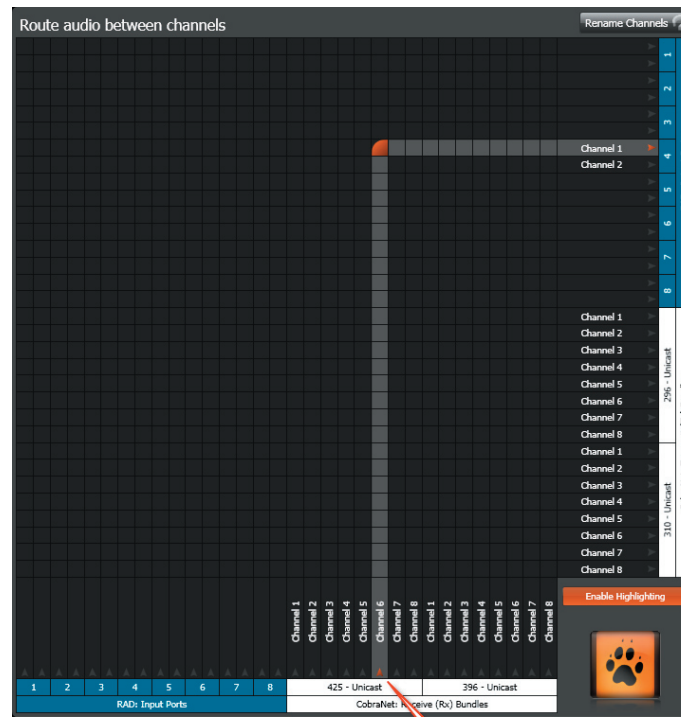 Route audio between channels
Rename Channels
1
2
3
Channel 1
4
Channel 2
5
6
7
8
Channel 1
Channel 2
Channel 3
Channel 4
Channel 5
Channel 6
Channel 7
Channel 8
296 - Unicast
Channel 1
Channel 2
Channel 3
Channel 4
Channel 5
Channel 6
Channel 7
Channel 8
310 - Unicast
Enable Highlighting
Channel 1
Channel 2
Channel 3
Channel 4
Channel 5
Channel 6
Channel 7
Channel 8
Channel 1
Channel 2
Channel 3
Channel 4
Channel 5
Channel 6
Channel 7
Channel 8
1 2 3 4 5 6 7 8 425 - Unicast 396 - Unicast
RAD: Input Ports CobraNet: Receive (Rx) Bundles